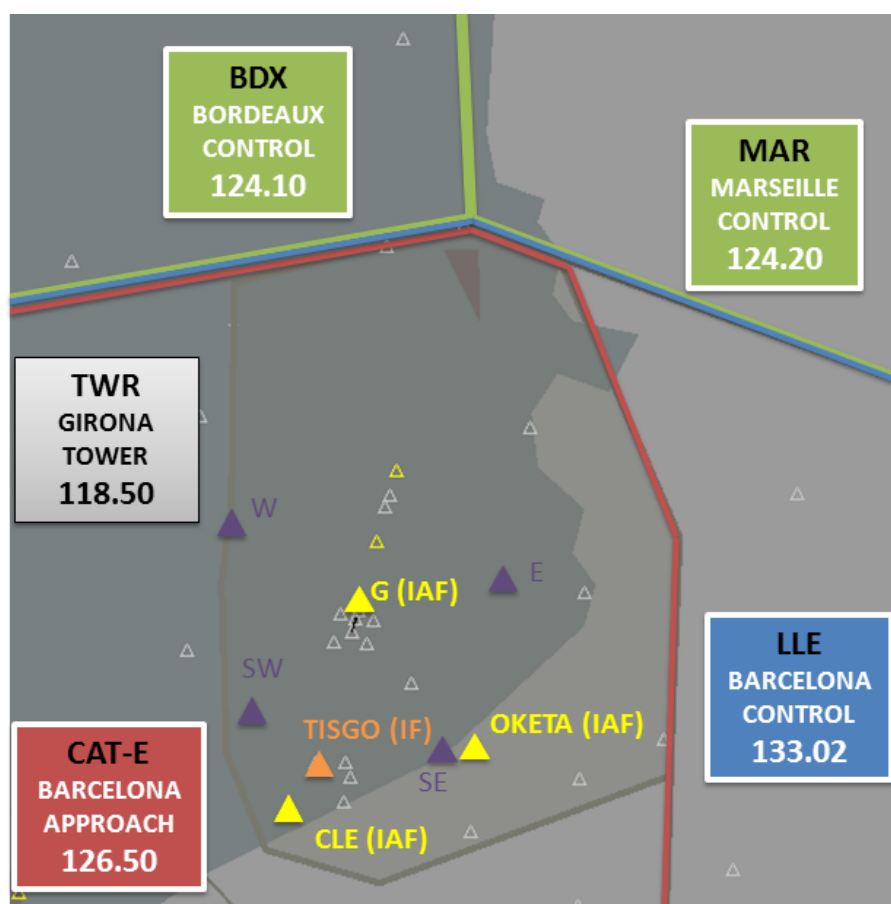 BDX
BORDEAUX
CONTROL
124.10
MAR
MARSEILLE
CONTROL
124.20
TWR
GIRONA
TOWER
118.50
W
E
G (IAF)
SW
TISGO (IF)
OKETA (IAF)
SE
CLE (IAF)
LLE
BARCELONA
CONTROL
133.02
CAT-E
BARCELONA
APPROACH
126.50